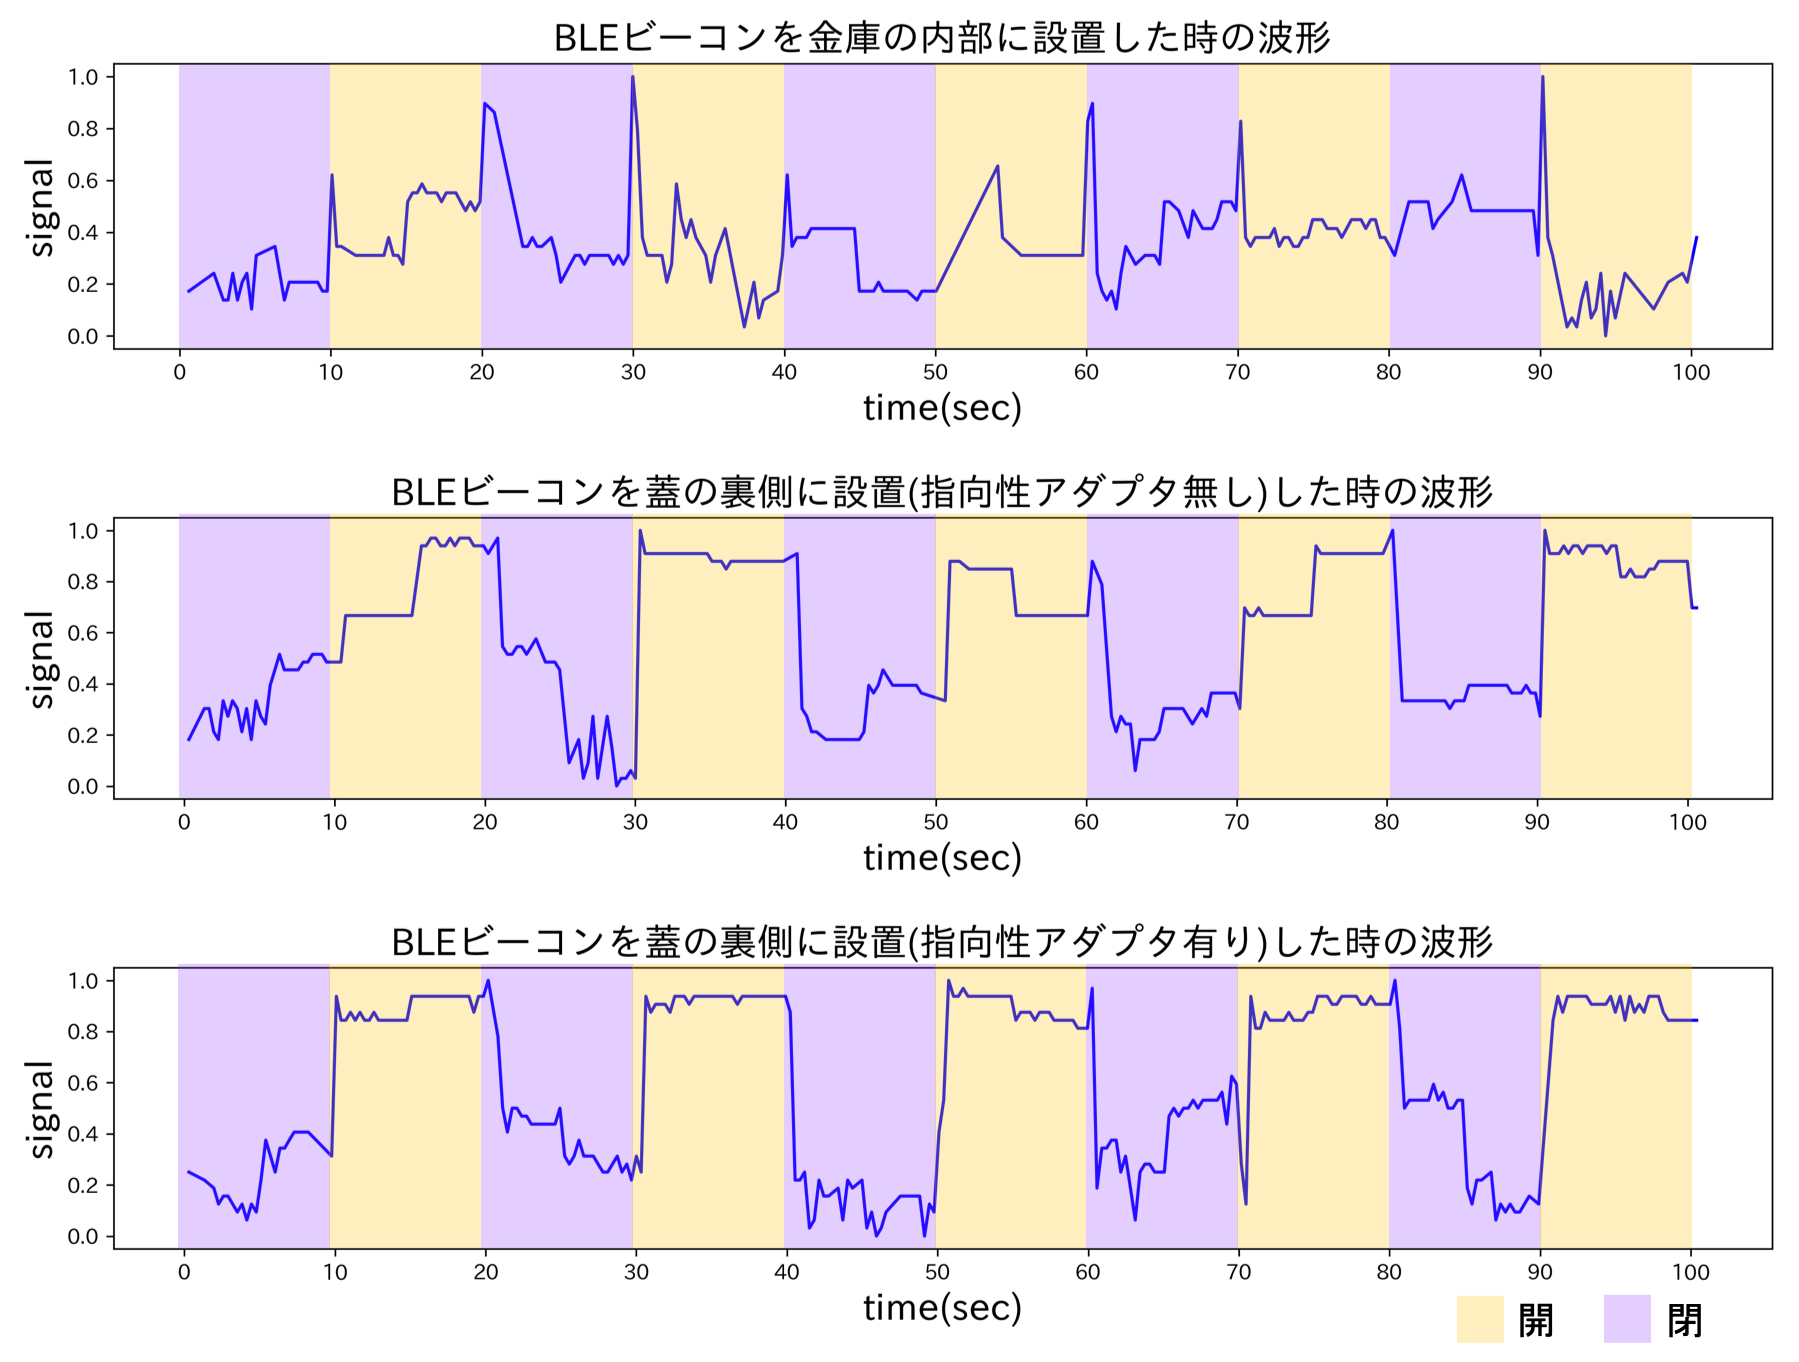 BLEビーコンを金庫の内部に設置した時の波形
signal
1.0
0.8
0.6
0.4
0.2
0.0
0 10 20 30 40 50 60 70 80 90 100
time(sec)
BLEビーコンを蓋の裏側に設置(指向性アダプタ無し)した時の波形
signal
1.0
0.8
0.6
0.4
0.2
0.0
0 10 20 30 40 50 60 70 80 90 100
time(sec)
BLEビーコンを蓋の裏側に設置(指向性アダプタ有り)した時の波形
signal
1.0
0.8
0.6
0.4
0.2
0.0
0 10 20 30 40 50 60 70 80 90 100
time(sec)
開 閉